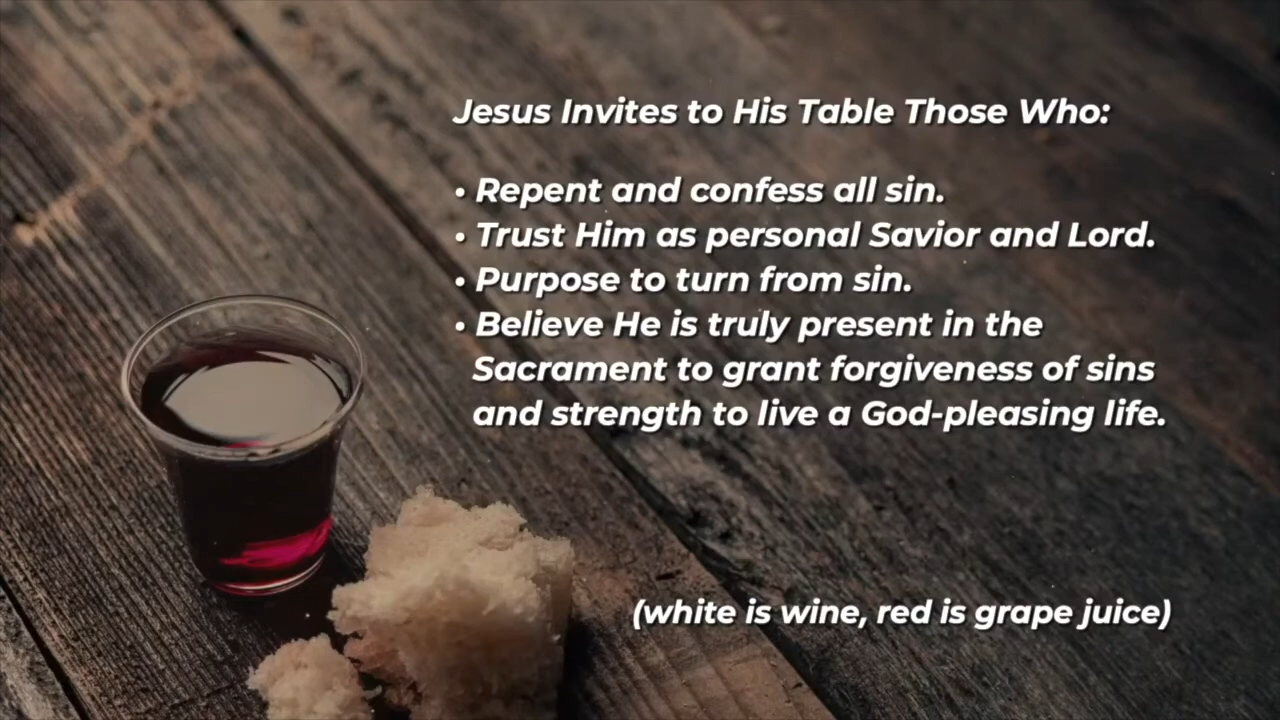 Jesus Invites to His Table Those Who:
• Repent and confess all sin.
• Trust Him as personal Savior and Lord.
• Purpose to turn from sin.
• Believe He is truly present in the
Sacrament to grant forgiveness of sins
and strength to live a God-pleasing life.
(white is wine, red is grape juice)